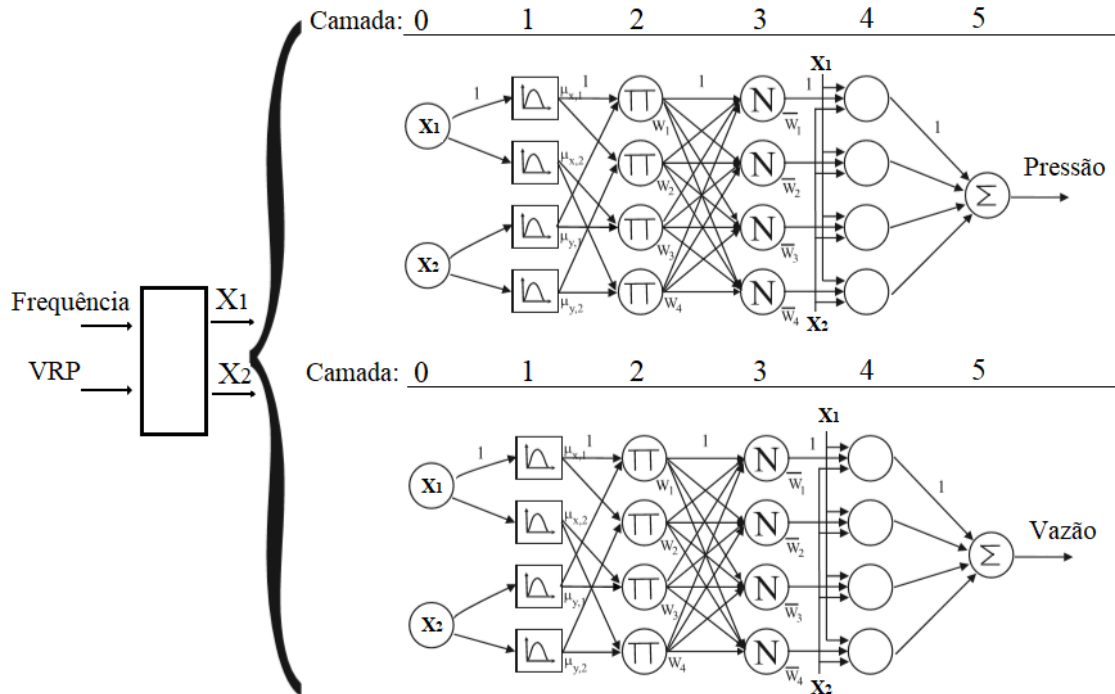 Camada: 0 1 2 3 4 5
X1
1 μx,1 1 1 N 1
X1 W1 W̅1
μx,2 N
W2 W̅2
Pressão
Σ
μy,1 N
X2 W3 W̅3
N
μy,2 W4 W̅4
X2
Frequência X1
VRP X2
Camada: 0 1 2 3 4 5
X1
1 μx,1 1 1 N 1
X1 W1 W̅1
1
μx,2 N
W2 W̅2
Vazão
Σ
μy,1 N
X2 W3 W̅3
N
μy,2 W4 W̅4
X2